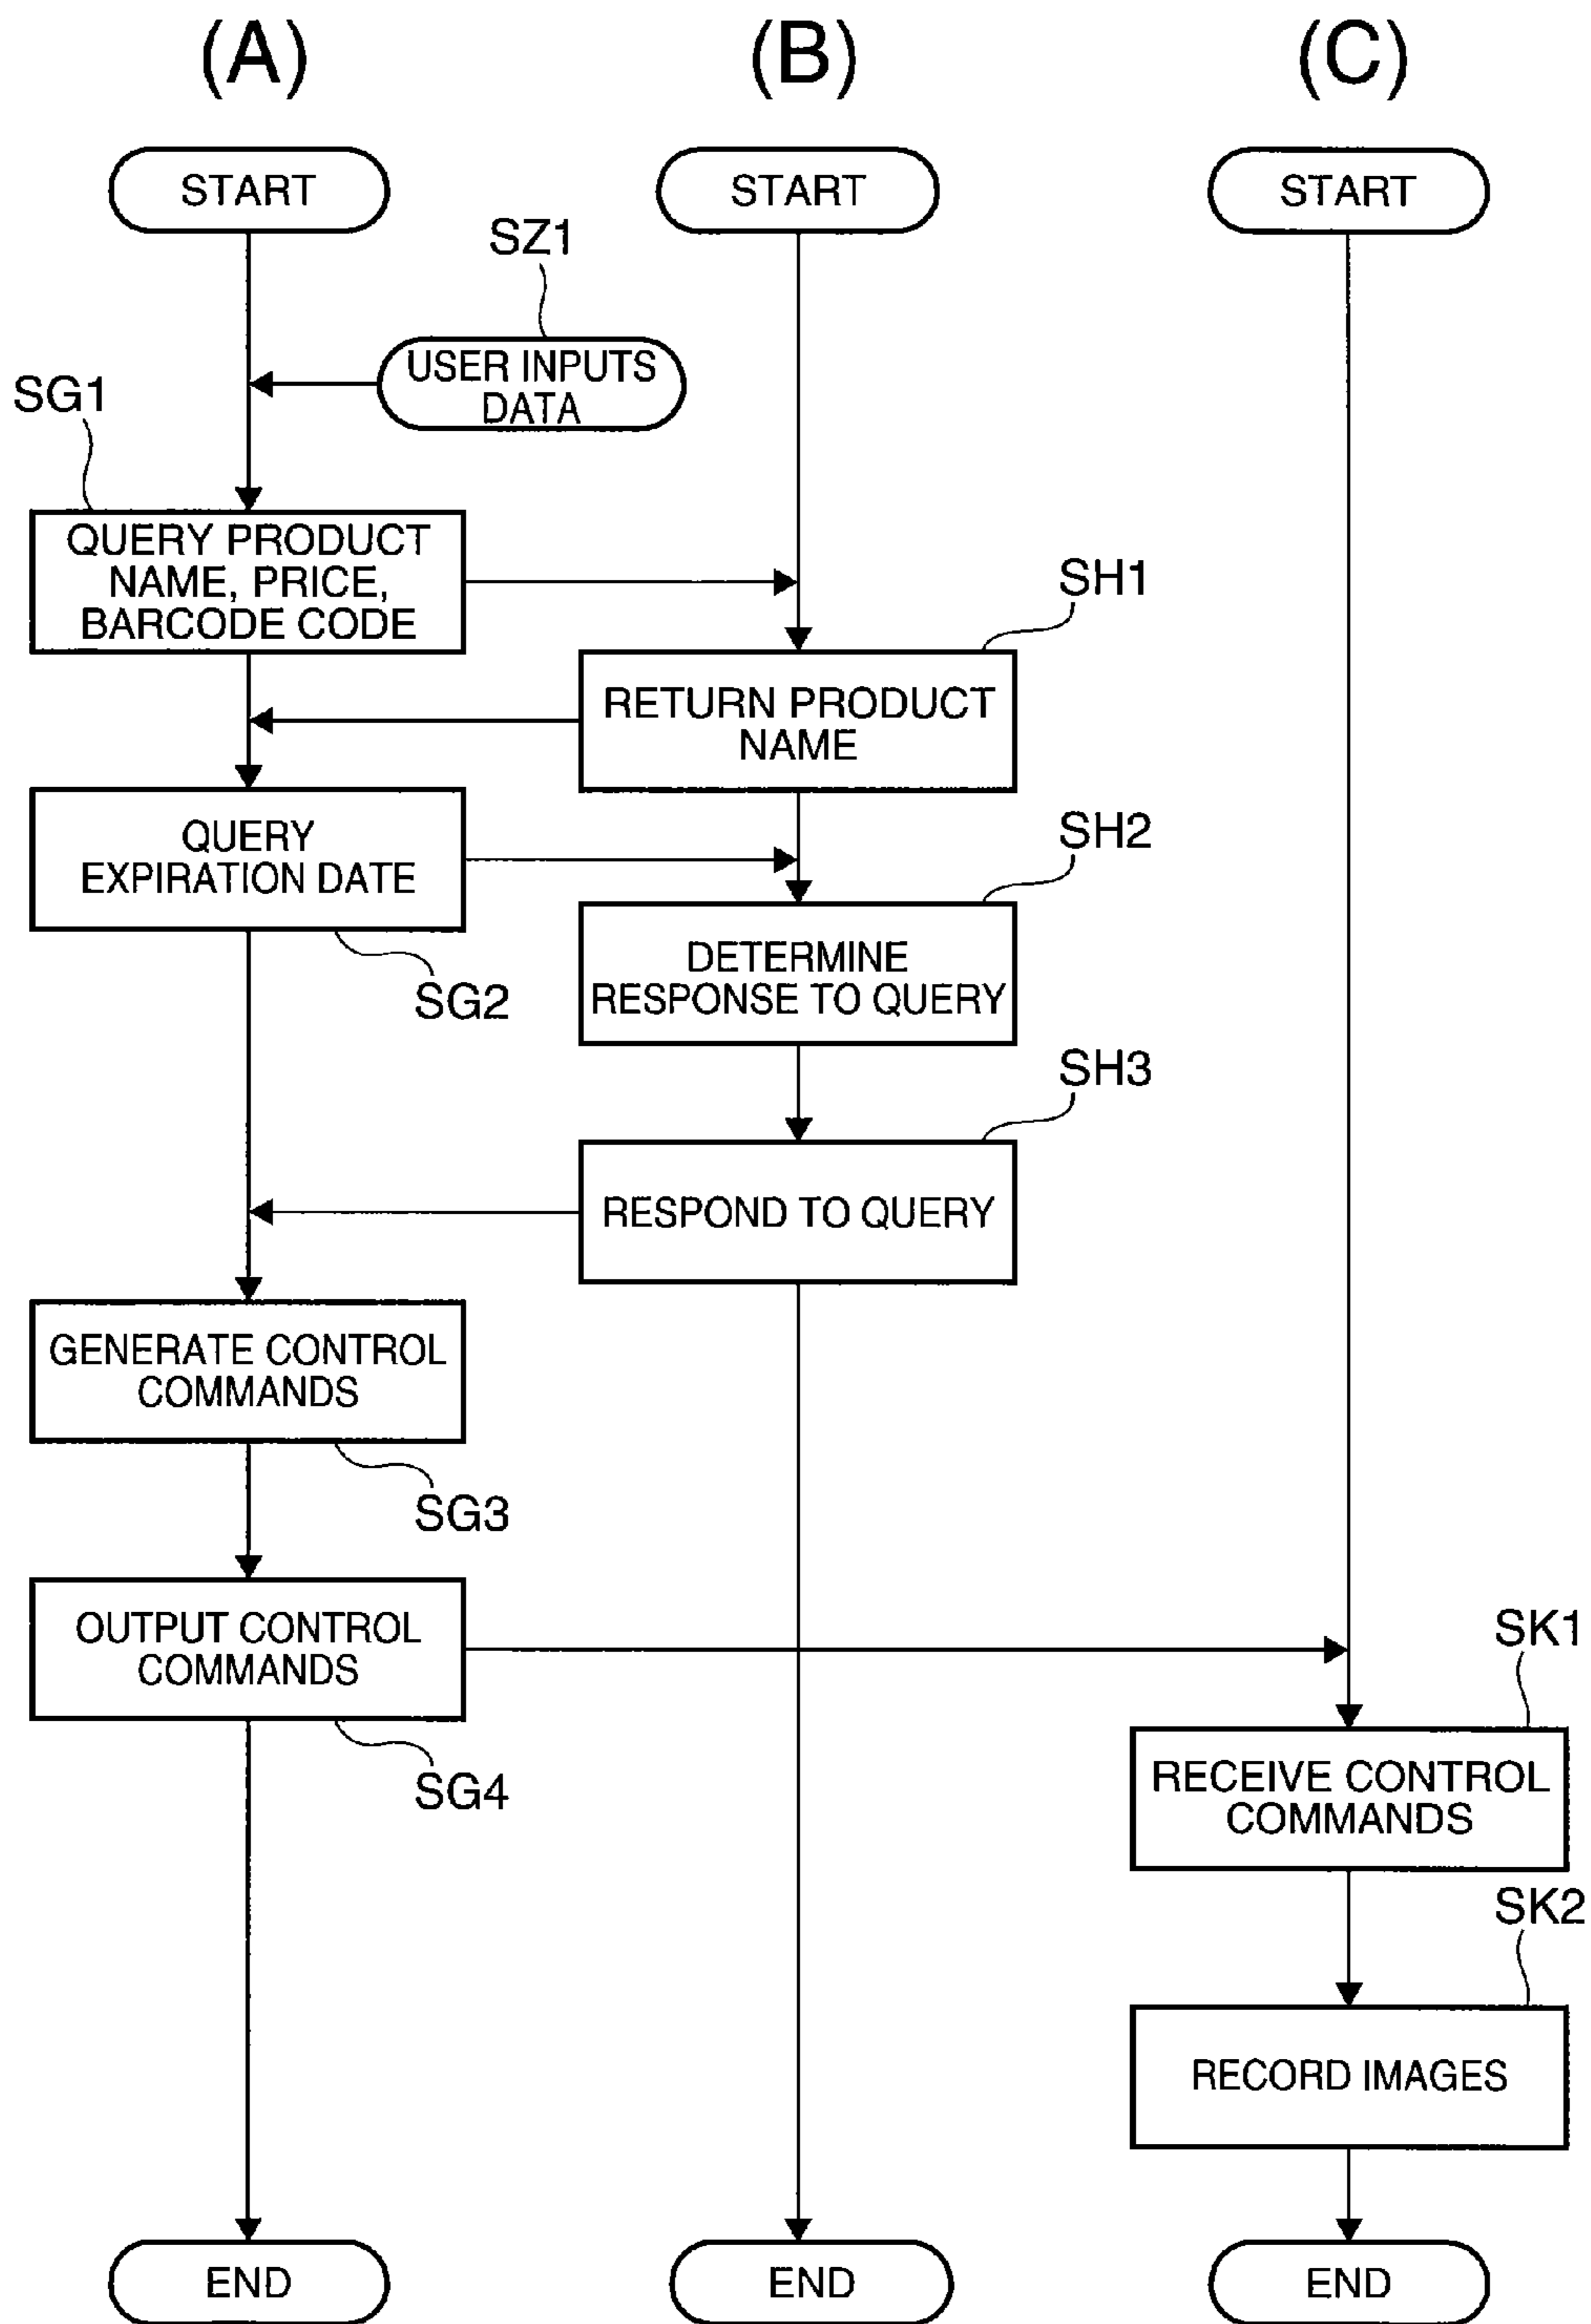 (A)
(B)
(C)
START
START
START
SZ1
USER INPUTS
DATA
SG1
QUERY PRODUCT
NAME, PRICE,
BARCODE CODE
SH1
RETURN PRODUCT
NAME
QUERY
EXPIRATION DATE
SG2
SH2
DETERMINE
RESPONSE TO QUERY
SH3
RESPOND TO QUERY
GENERATE CONTROL
COMMANDS
SG3
OUTPUT CONTROL
COMMANDS
SG4
SK1
RECEIVE CONTROL
COMMANDS
SK2
RECORD IMAGES
END
END
END